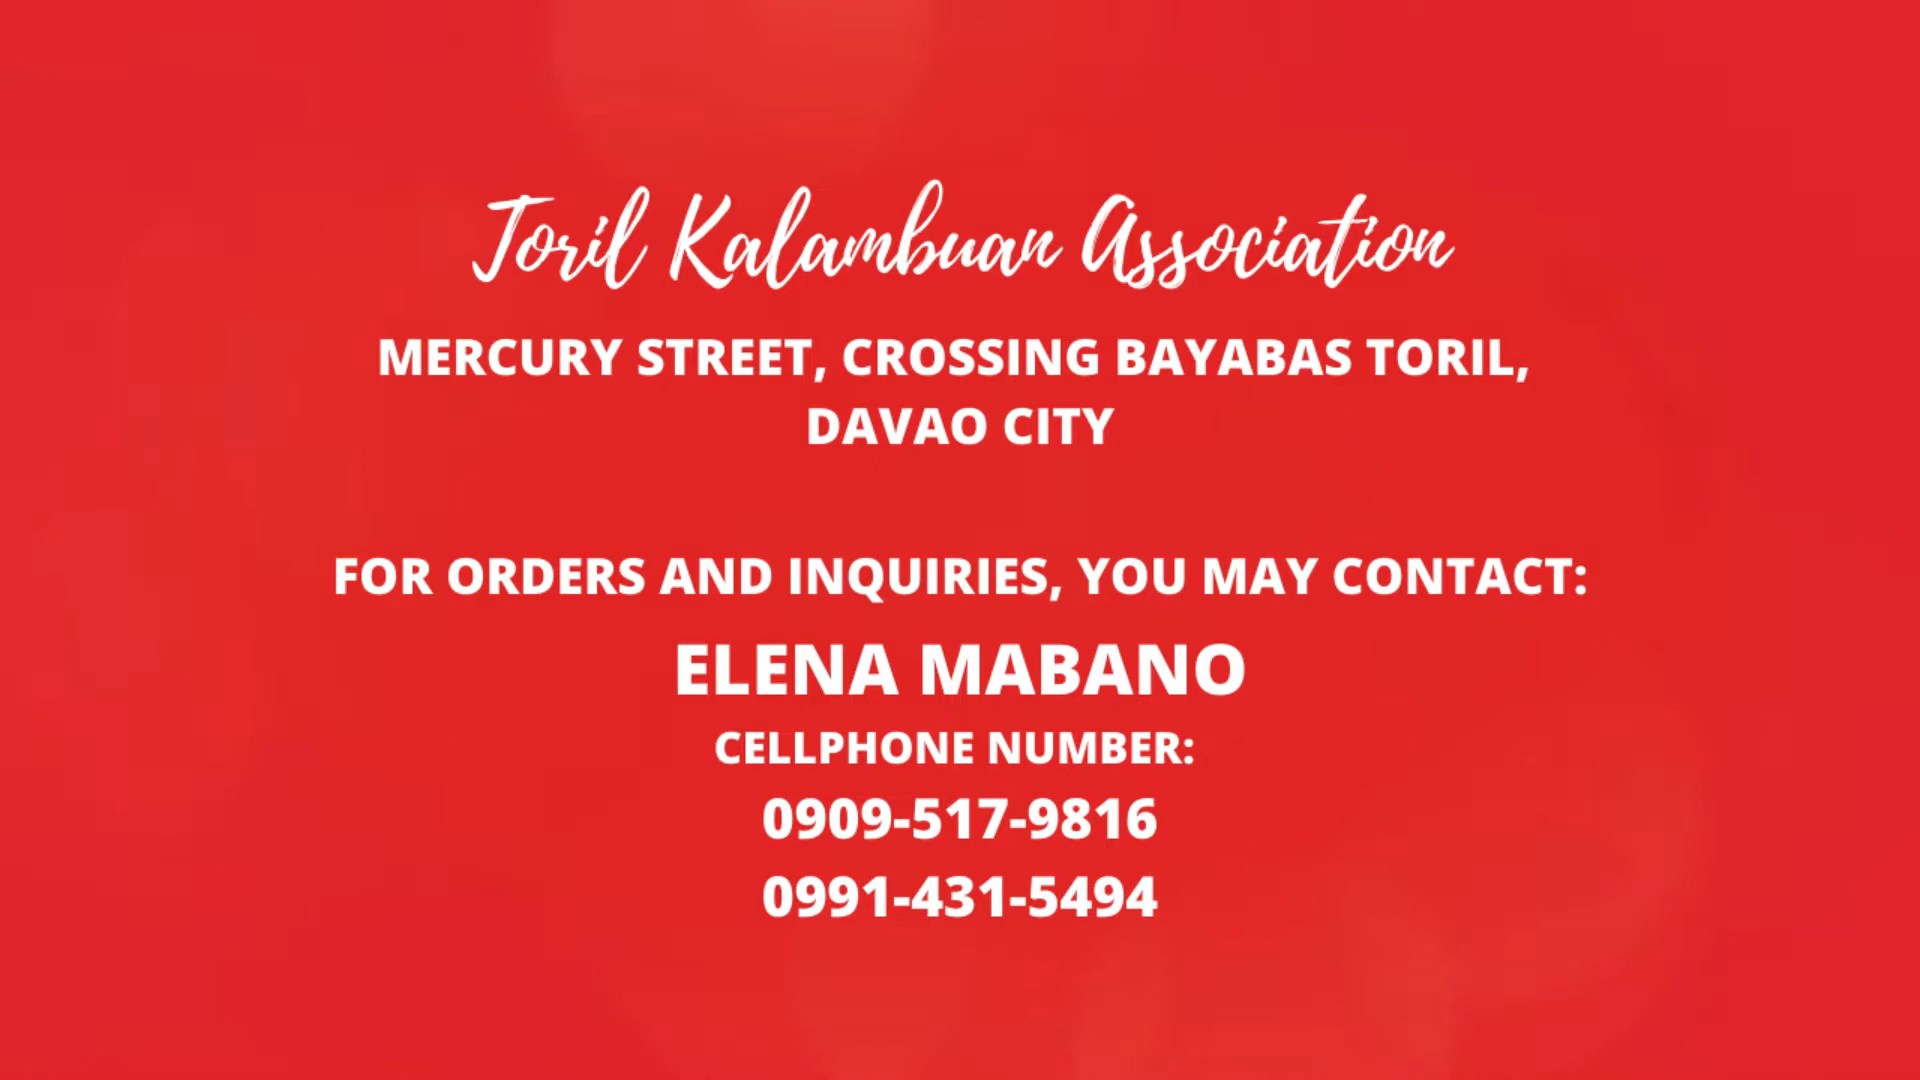 Toril Kalambuan Association
MERCURY STREET, CROSSING BAYABAS TORIL,
DAVAO CITY
FOR ORDERS AND INQUIRIES, YOU MAY CONTACT:
ELENA MABANO
CELLPHONE NUMBER:
0909-517-9816
0991-431-5494